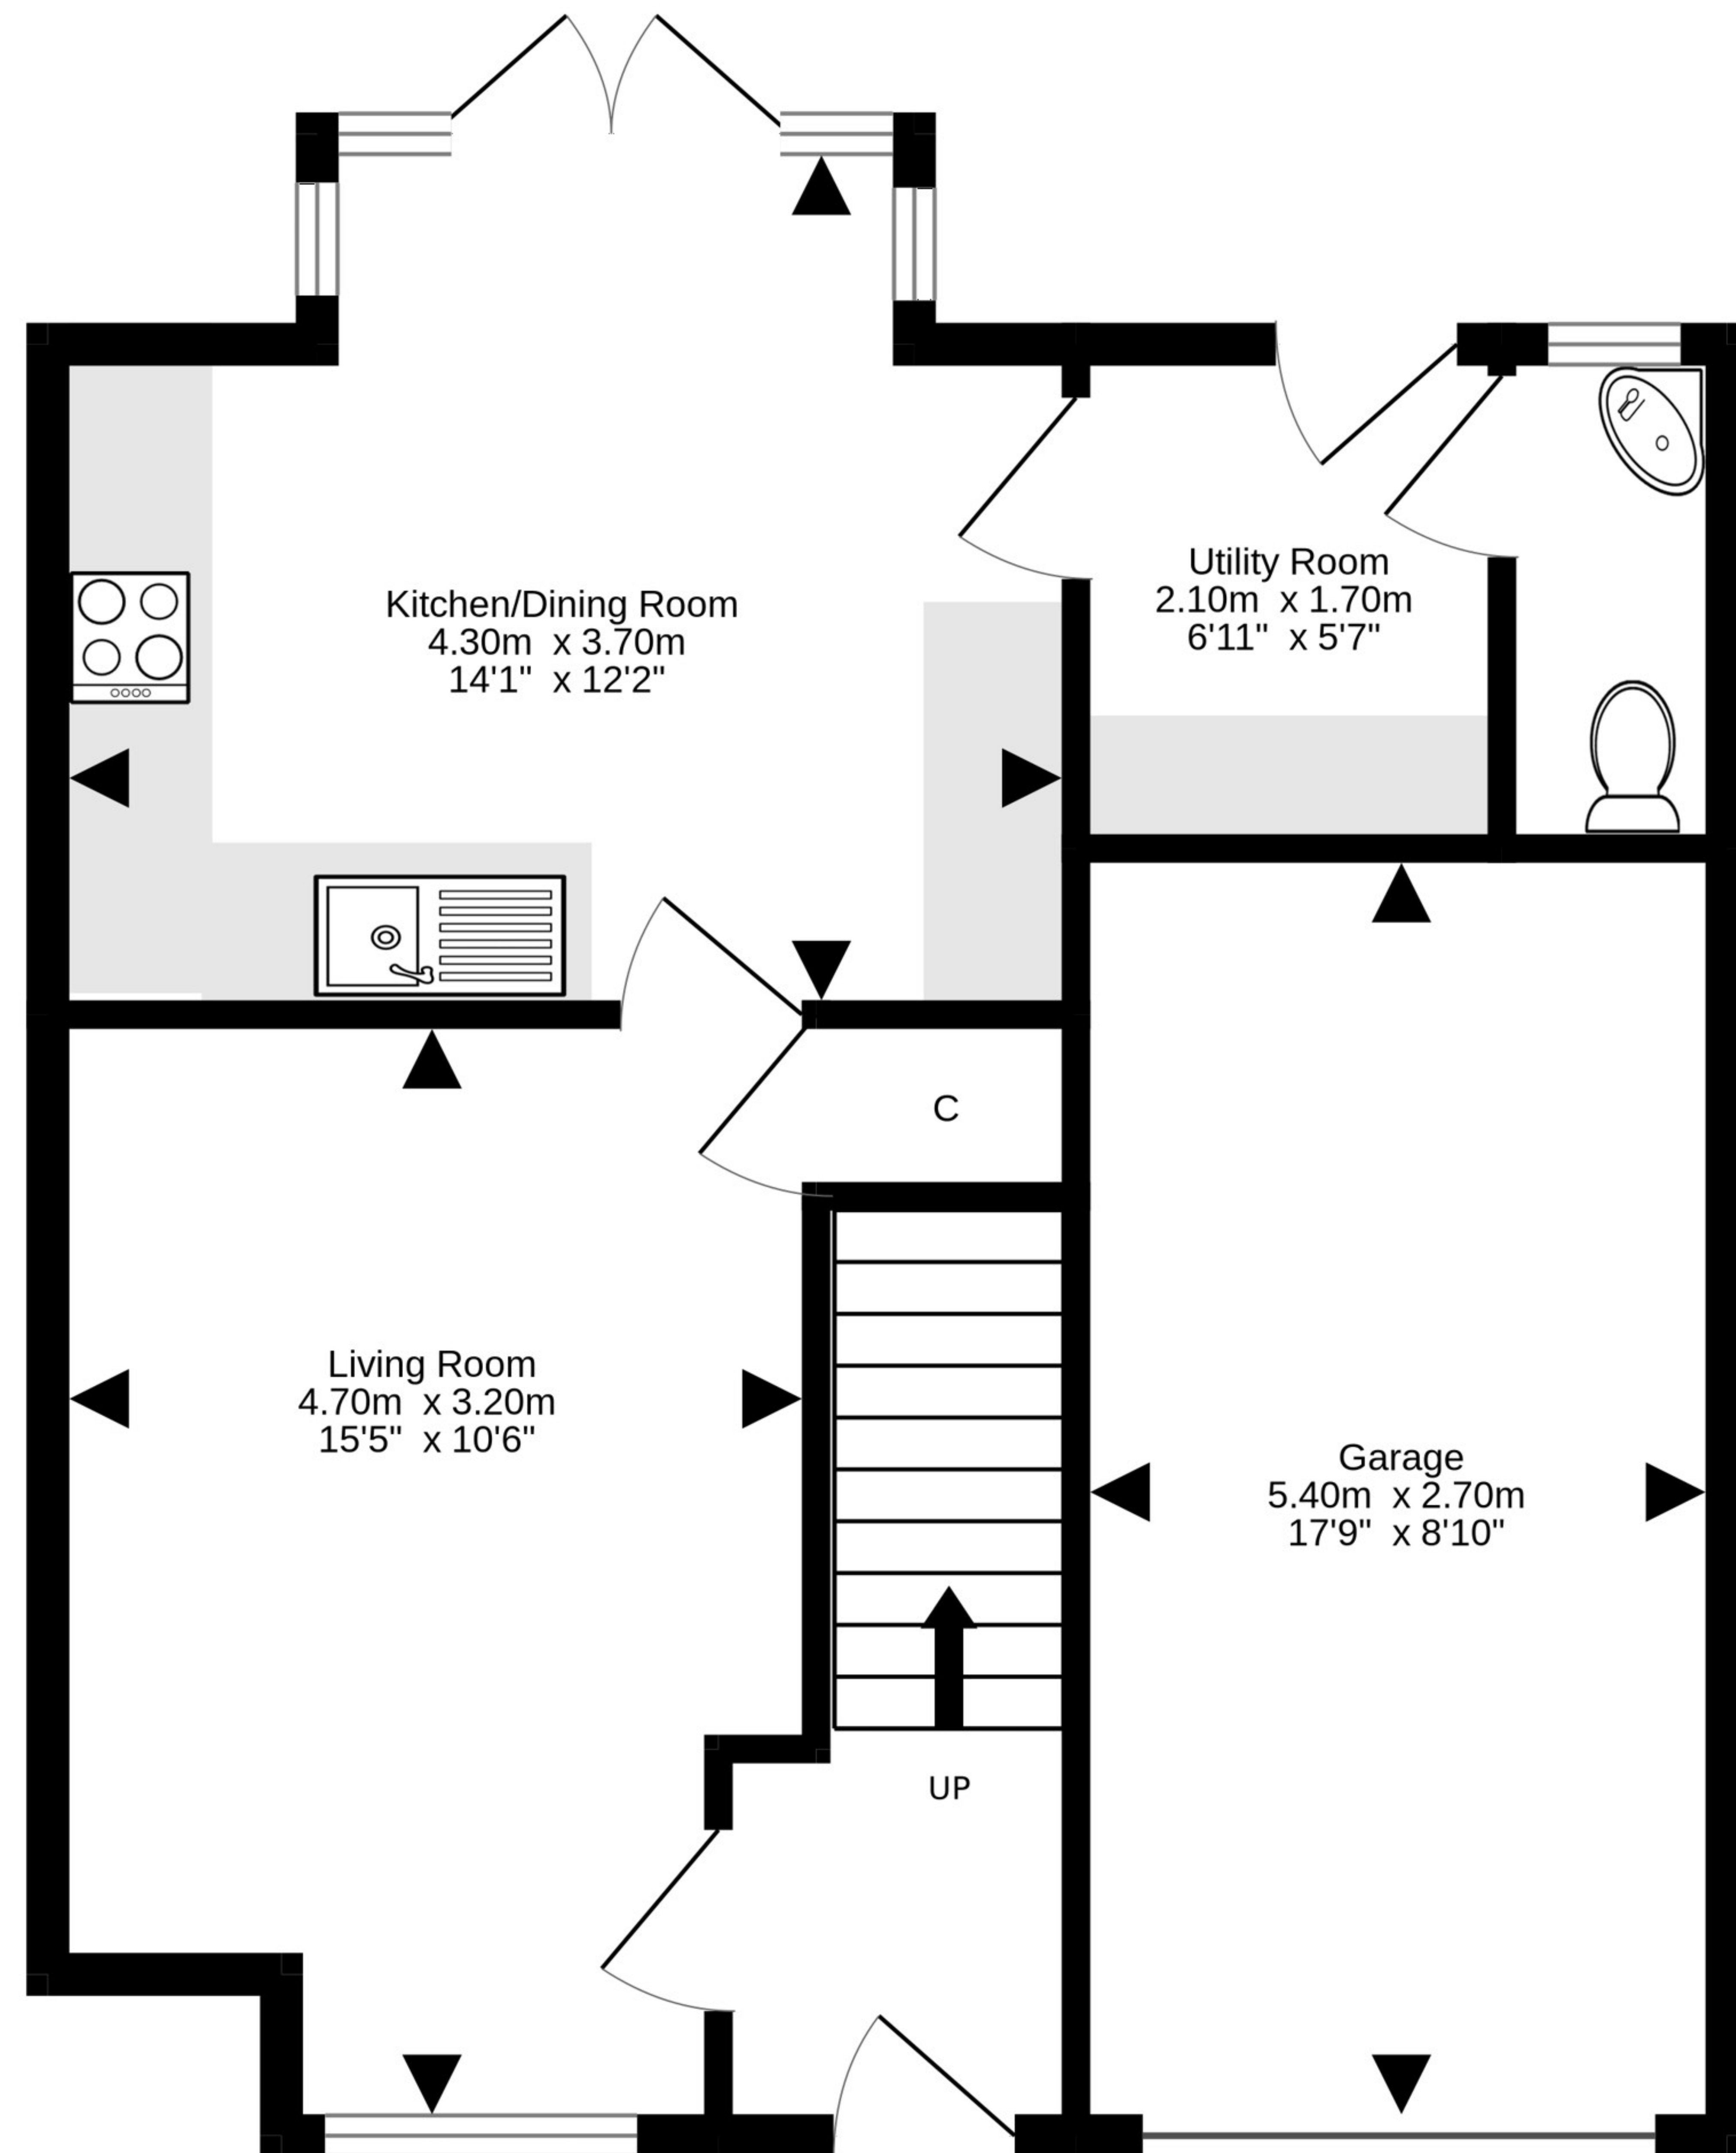 Kitchen/Dining Room
4.30m x 3.70m
14'1" x 12'2"
Utility Room
2.10m x 1.70m
6'11" x 5'7"
C
Living Room
4.70m x 3.20m
15'5" x 10'6"
Garage
5.40m x 2.70m
17'9" x 8'10"
UP